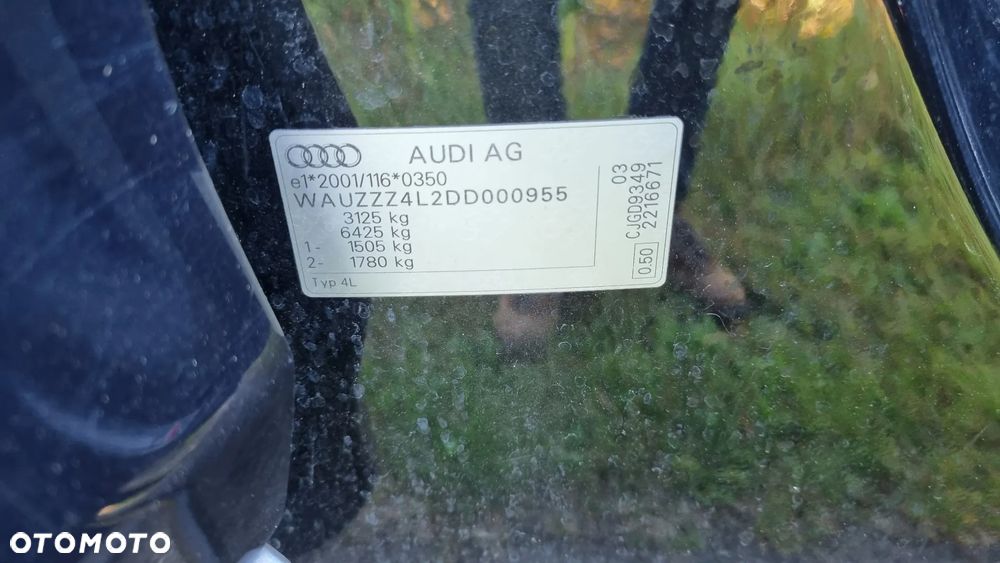 AUDI AG
e1*2001/116*0350
WAUZZZ4L2DD000955
3125 kg
6425 kg
1- 1505 kg
2- 1780 kg
Typ 4L
03
CJGD9349
2216671
0.50
OTOMOTO